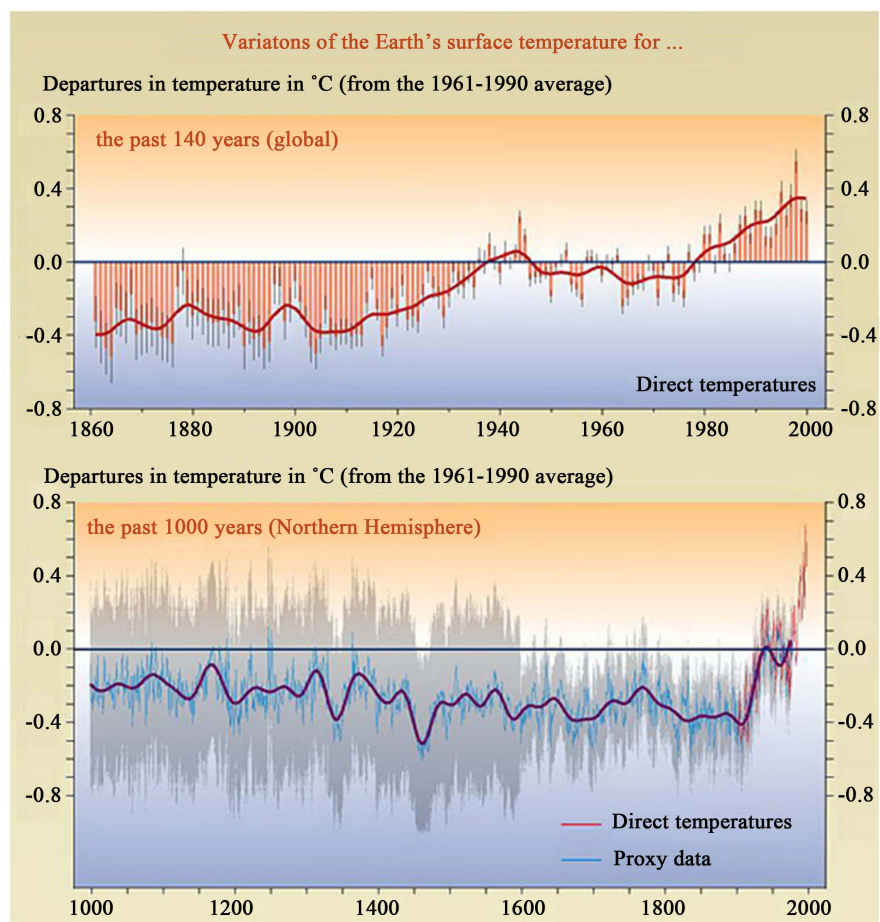 Variatons of the Earth's surface temperature for ...
Departures in temperature in ˚C (from the 1961-1990 average)
0.8 0.8
the past 140 years (global)
0.4 0.4
0.0 0.0
-0.4 -0.4
Direct temperatures
-0.8 -0.8
1860 1880 1900 1920 1940 1960 1980 2000
Departures in temperature in ˚C (from the 1961-1990 average)
0.8 0.8
the past 1000 years (Northern Hemisphere)
0.4 0.4
0.0 0.0
-0.4 -0.4
-0.8 -0.8
Direct temperatures
Proxy data
1000 1200 1400 1600 1800 2000